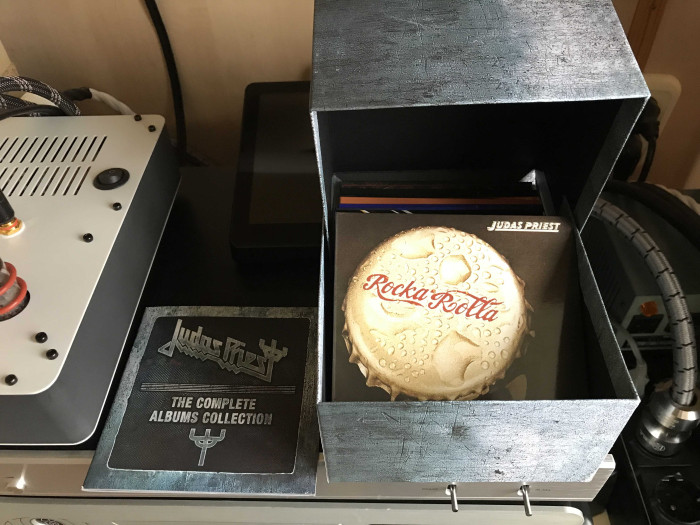 JUDAS PRIEST
Rocka Rolla
Judas Priest
THE COMPLETE
ALBUMS COLLECTION